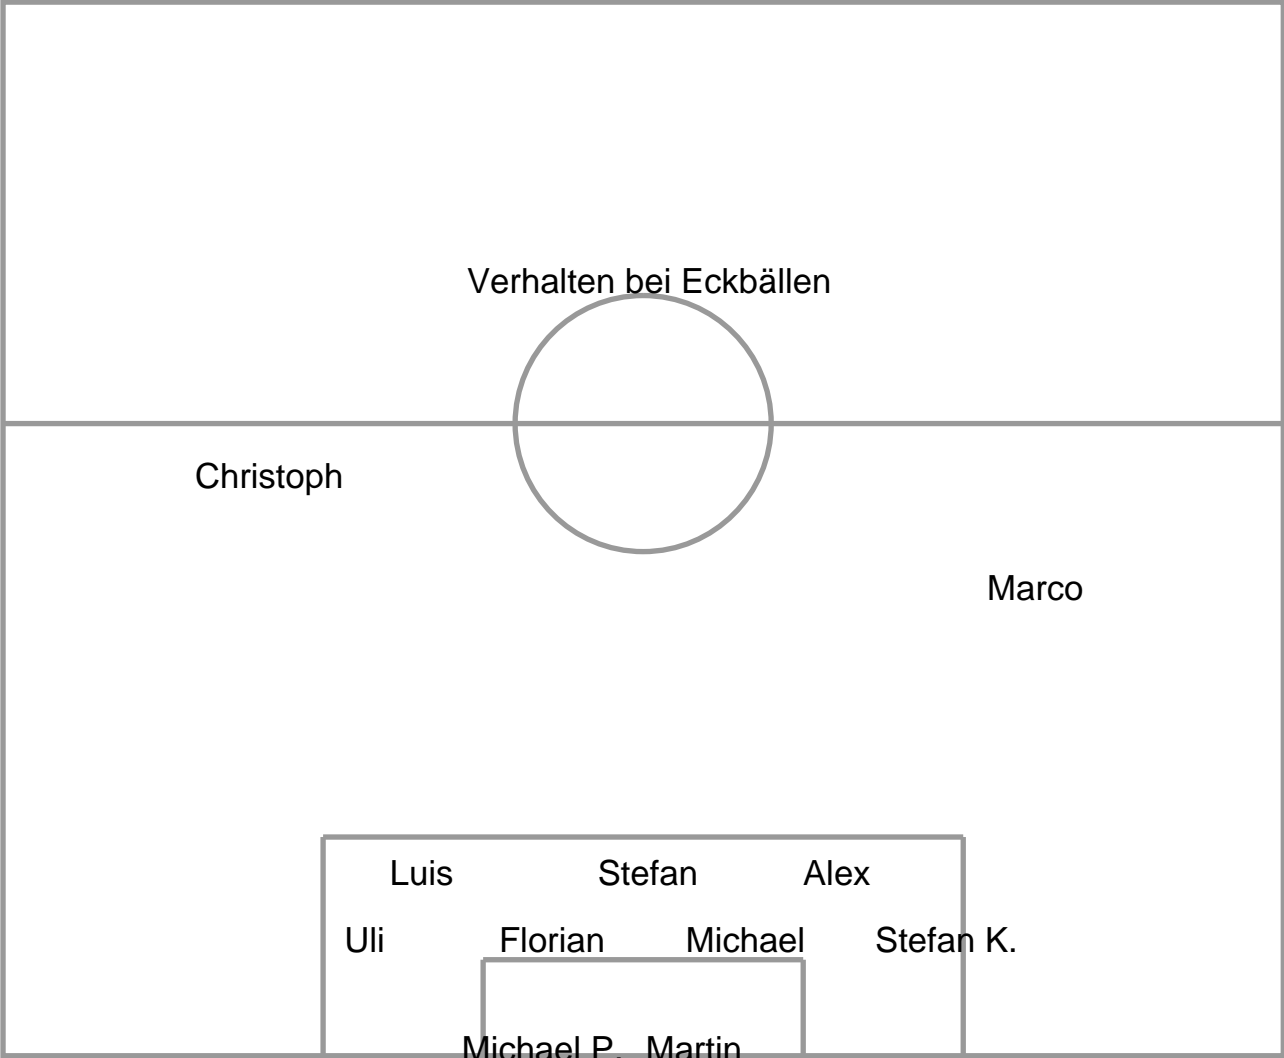 Verhalten bei Eckbällen
Christoph
Marco
Luis Stefan Alex
Uli Florian Michael Stefan K.
Michael P. Martin